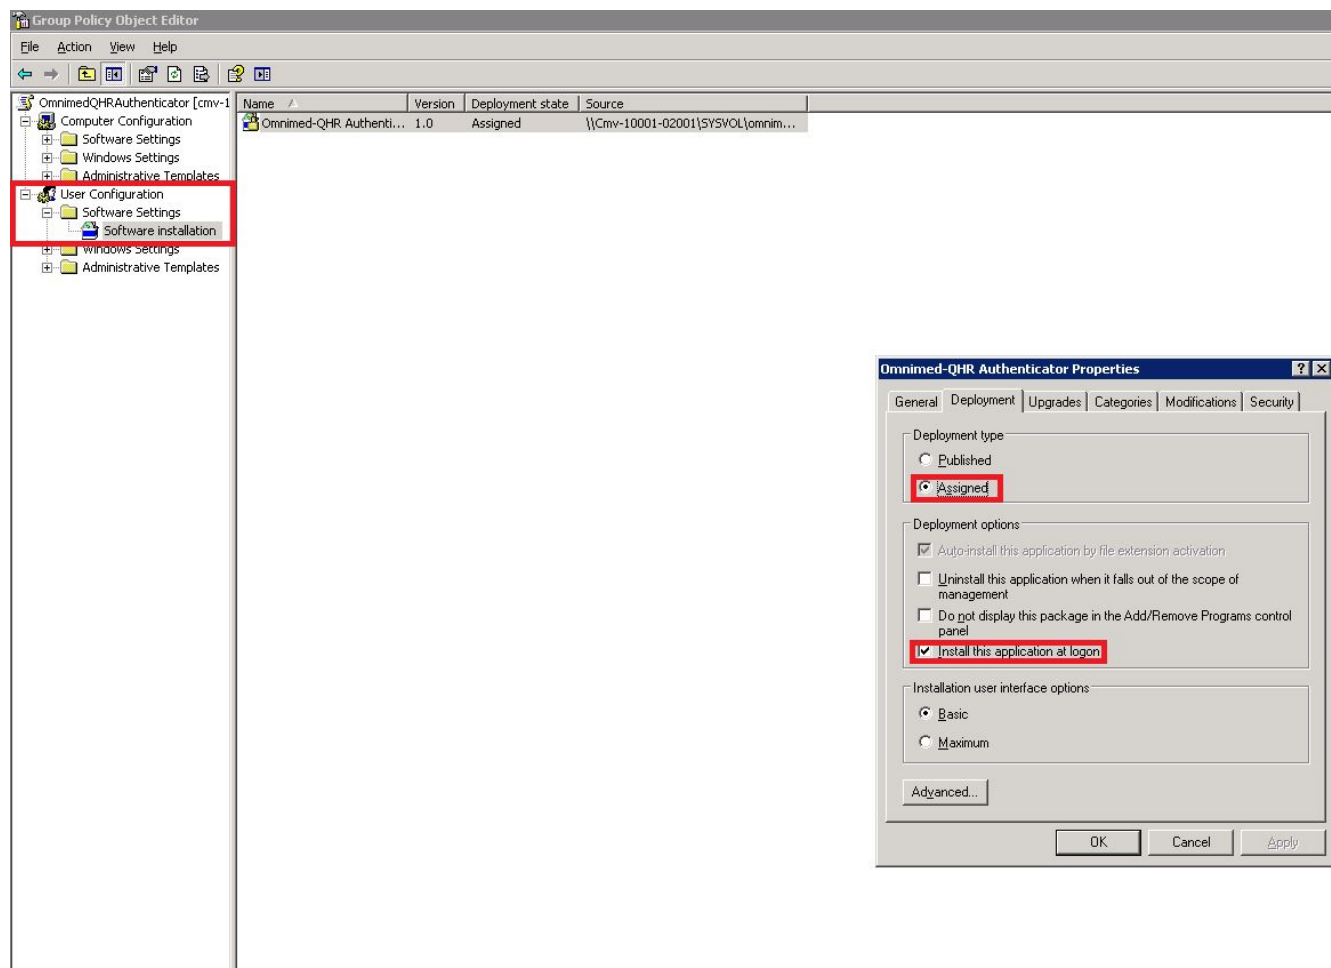 Group Policy Object Editor
File Action View Help
OmnimedQHRAuthenticator [cmv-1
Computer Configuration
Software Settings
Windows Settings
Administrative Templates
User Configuration
Software Settings
Software installation
Windows Settings
Administrative Templates
Name Version Deployment state Source
Omnimed-QHR Authenti... 1.0 Assigned \\Cmv-10001-02001\SYSVOL\omnim...
Omnimed-QHR Authenticator Properties
General Deployment Upgrades Categories Modifications Security
Deployment type
Published
Assigned
Deployment options
Auto-install this application by file extension activation
Uninstall this application when it falls out of the scope of
management
Do not display this package in the Add/Remove Programs control
panel
Install this application at logon
Installation user interface options
Basic
Maximum
Advanced...
OK Cancel Apply